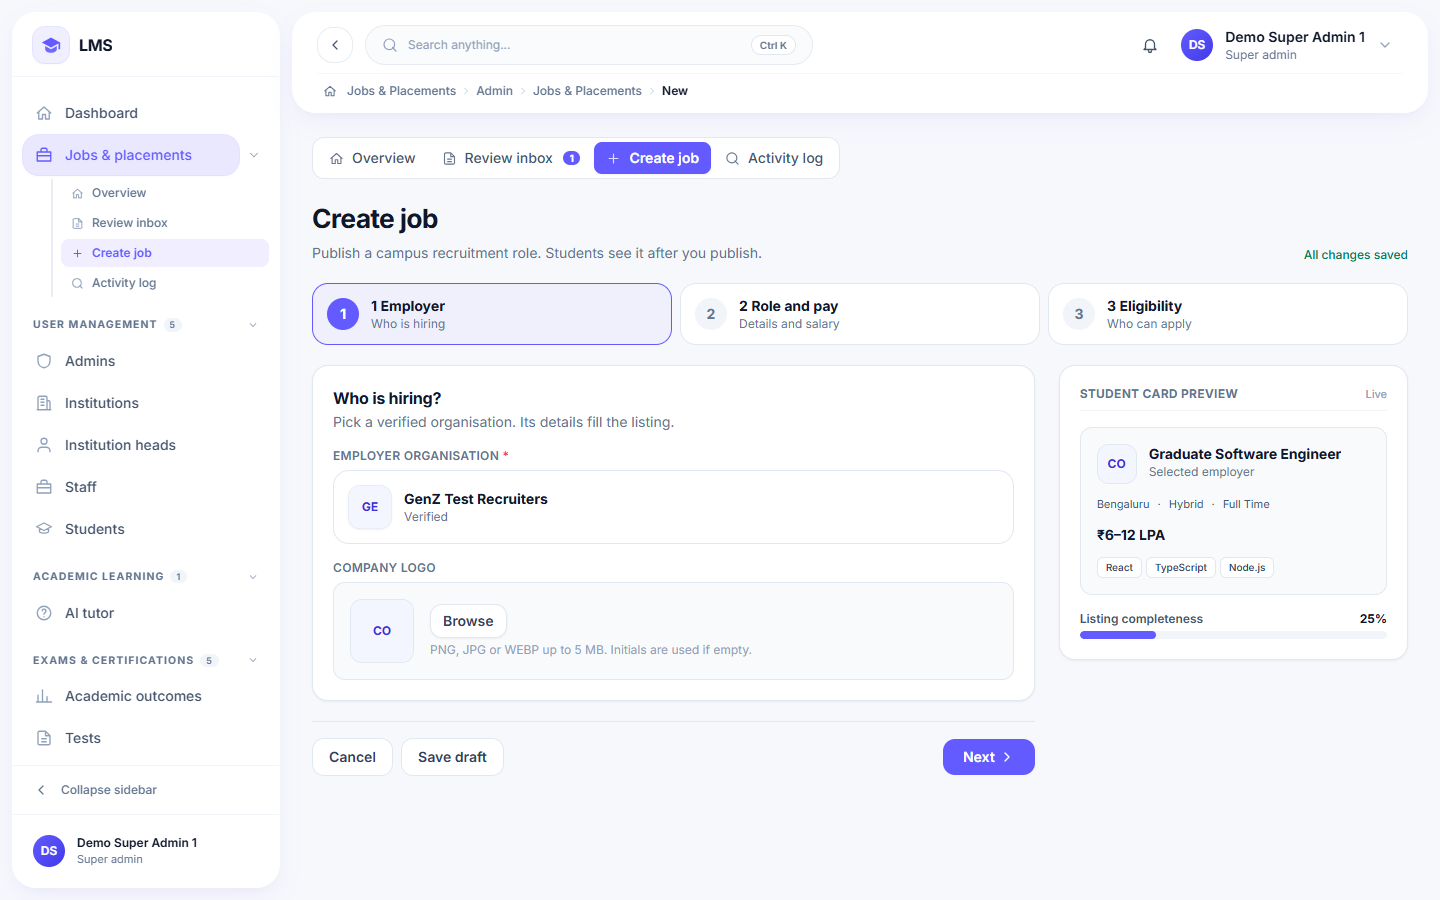 LMS
Dashboard
Jobs & placements
Overview
Review inbox
Create job
Activity log
USER MANAGEMENT 5
Admins
Institutions
Institution heads
Staff
Students
ACADEMIC LEARNING 1
AI tutor
EXAMS & CERTIFICATIONS 5
Academic outcomes
Tests
Collapse sidebar
DS
Demo Super Admin 1
Super admin
Search anything...
Ctrl K
DS
Demo Super Admin 1
Super admin
Jobs & Placements
Admin
Jobs & Placements
New
Overview
Review inbox 1
Create job
Activity log
Create job
Publish a campus recruitment role. Students see it after you publish.
All changes saved
1
1 Employer
Who is hiring
2
2 Role and pay
Details and salary
3
3 Eligibility
Who can apply
Who is hiring?
Pick a verified organisation. Its details fill the listing.
EMPLOYER ORGANISATION *
GE
GenZ Test Recruiters
Verified
COMPANY LOGO
CO
Browse
PNG, JPG or WEBP up to 5 MB. Initials are used if empty.
Cancel
Save draft
Next
STUDENT CARD PREVIEW
Live
CO
Graduate Software Engineer
Selected employer
Bengaluru · Hybrid · Full Time
₹6–12 LPA
React
TypeScript
Node.js
Listing completeness
25%